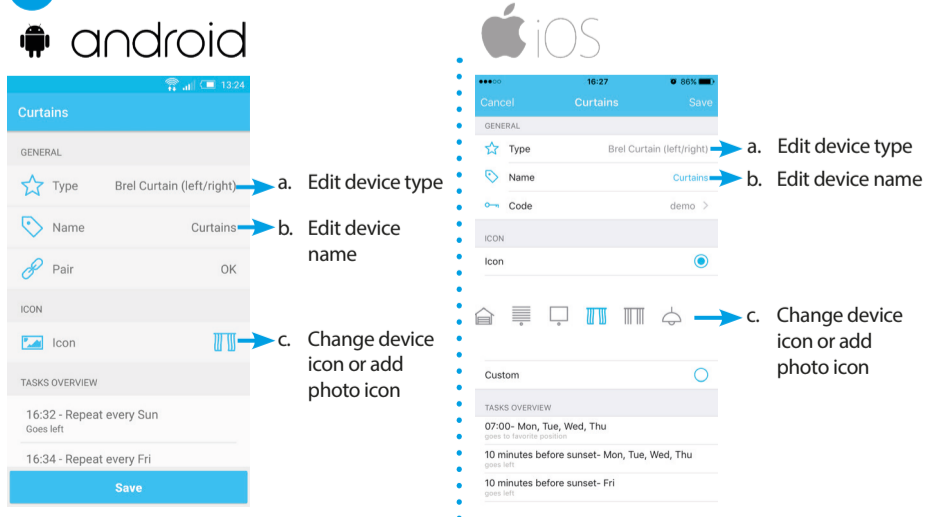 android
13:24
Curtains
GENERAL
Type Brel Curtain (left/right)
Name Curtains
Pair OK
ICON
Icon
TASKS OVERVIEW
16:32 - Repeat every Sun
Goes left
16:34 - Repeat every Fri
Save
a. Edit device type
b. Edit device
name
c. Change device
icon or add
photo icon
iOS
16:27 86%
Cancel Curtains Save
GENERAL
Type Brel Curtain (left/right)
Name Curtains
Code demo >
ICON
Icon
Custom
TASKS OVERVIEW
07:00- Mon, Tue, Wed, Thu
goes to favorite position
10 minutes before sunset- Mon, Tue, Wed, Thu
goes left
10 minutes before sunset- Fri
goes left
a. Edit device type
b. Edit device name
c. Change device
icon or add
photo icon